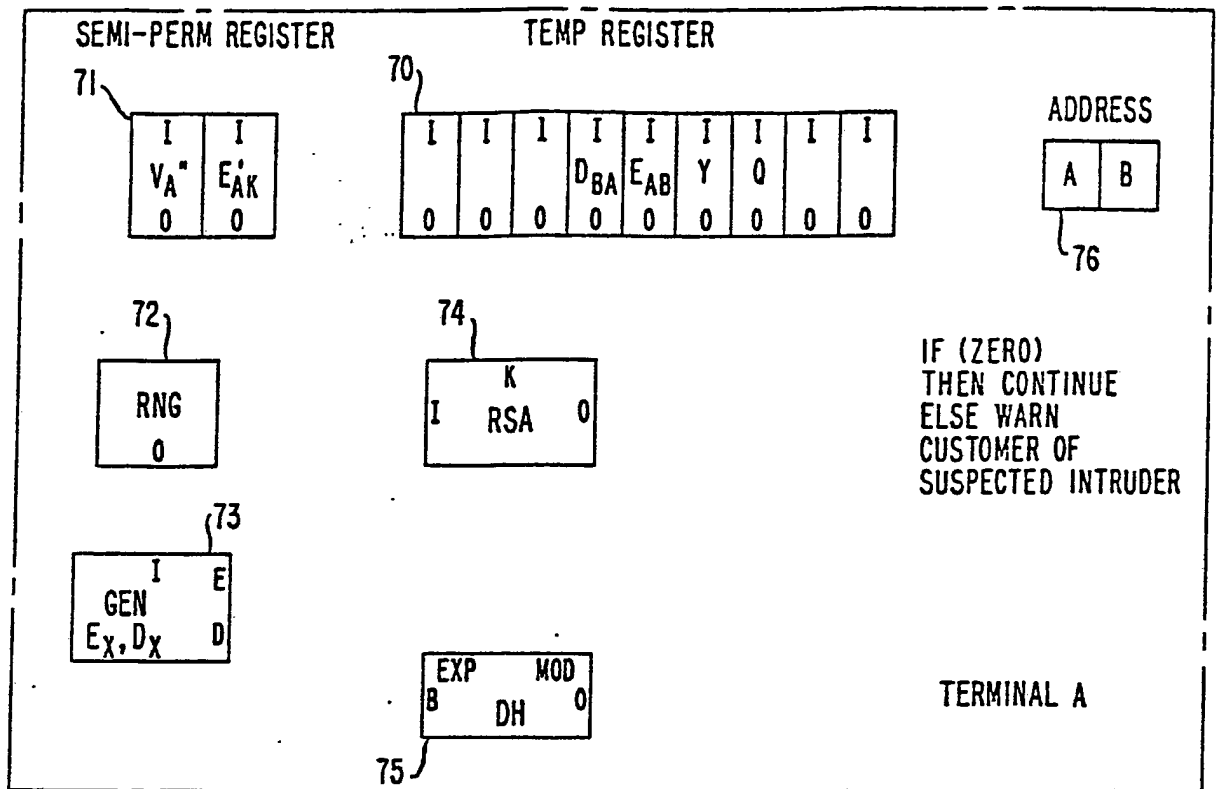 SEMI-PERM REGISTER
TEMP REGISTER
71
70
ADDRESS
I I
V_A" E'_AK
0 0
I I 1 I I I I I I
D_BA E_AB Y Q
0 0 0 0 0 0 0 0 0
A B
76
72
74
RNG
0
K
I RSA 0
IF (ZERO)
THEN CONTINUE
ELSE WARN
CUSTOMER OF
SUSPECTED INTRUDER
73
I E
GEN
E_X, D_X D
EXP MOD
B 0
DH
75
TERMINAL A